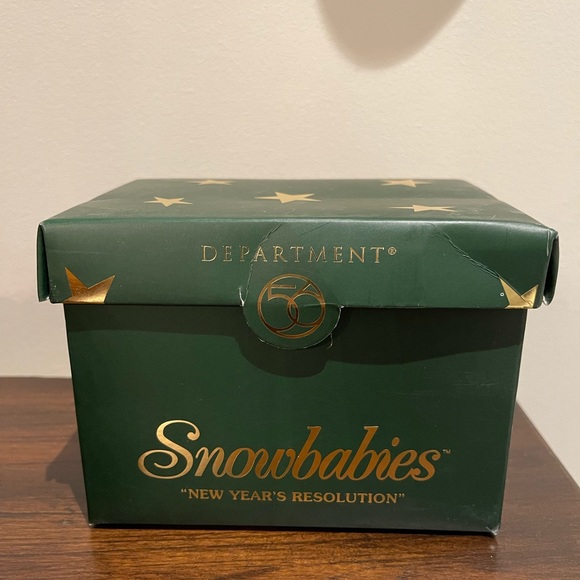 DEPARTMENT®
56
Snowbabies™
"NEW YEAR'S RESOLUTION"